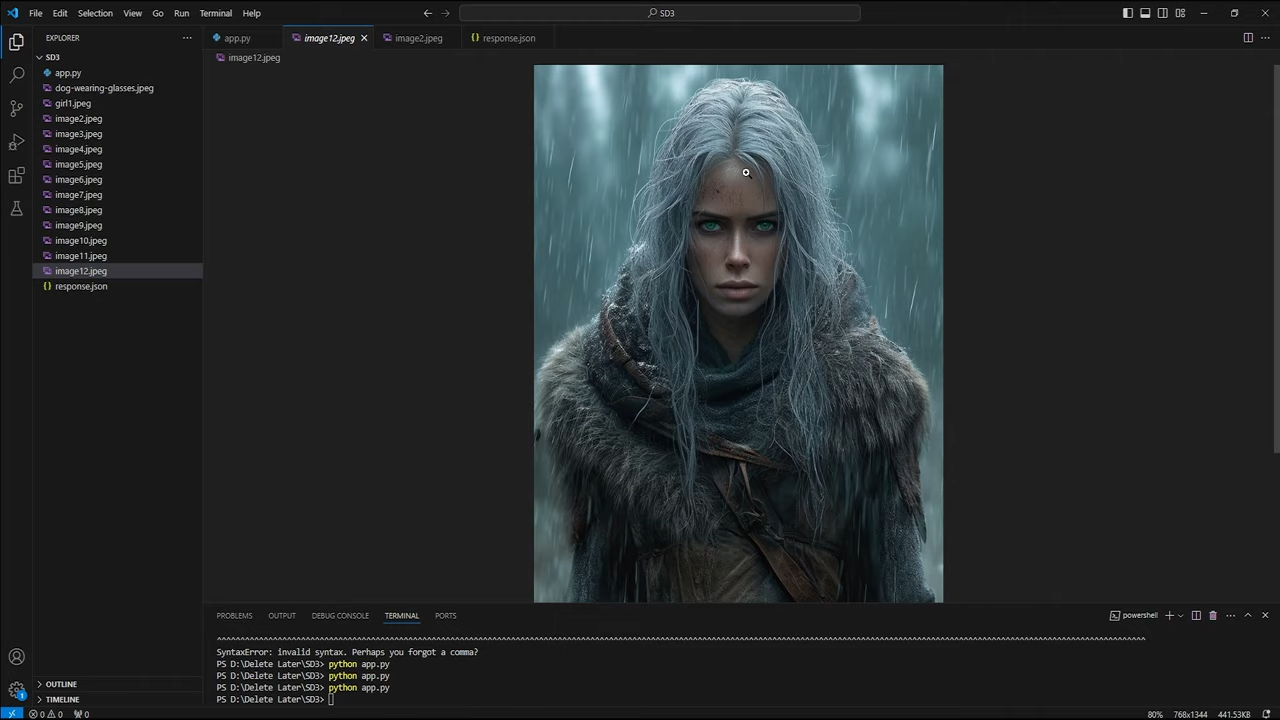 File Edit Selection View Go Run Terminal Help
SD3
EXPLORER
app.py
image12.jpeg
image2.jpeg
response.json
SD3
image12.jpeg
app.py
dog-wearing-glasses.jpeg
girl1.jpeg
image2.jpeg
image3.jpeg
image4.jpeg
image5.jpeg
image6.jpeg
image7.jpeg
image8.jpeg
image9.jpeg
image10.jpeg
image11.jpeg
image12.jpeg
response.json
PROBLEMS OUTPUT DEBUG CONSOLE TERMINAL PORTS
powershell
SyntaxError: invalid syntax. Perhaps you forgot a comma?
PS D:\Delete Later\SD3> python app.py
PS D:\Delete Later\SD3> python app.py
PS D:\Delete Later\SD3> python app.py
PS D:\Delete Later\SD3>
OUTLINE
TIMELINE
1
0 0 0
80% 768x1344 441.53KB